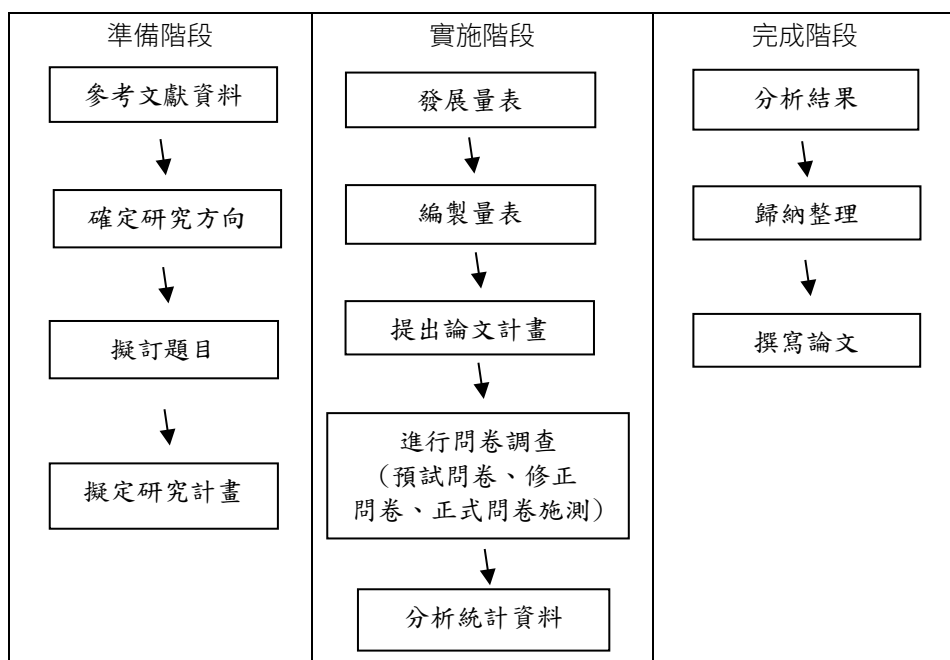 準備階段
參考文獻資料
確定研究方向
擬訂題目
擬定研究計畫
實施階段
發展量表
編製量表
提出論文計畫
進行問卷調查
（預試問卷、修正
問卷、正式問卷施測）
分析統計資料
完成階段
分析結果
歸納整理
撰寫論文